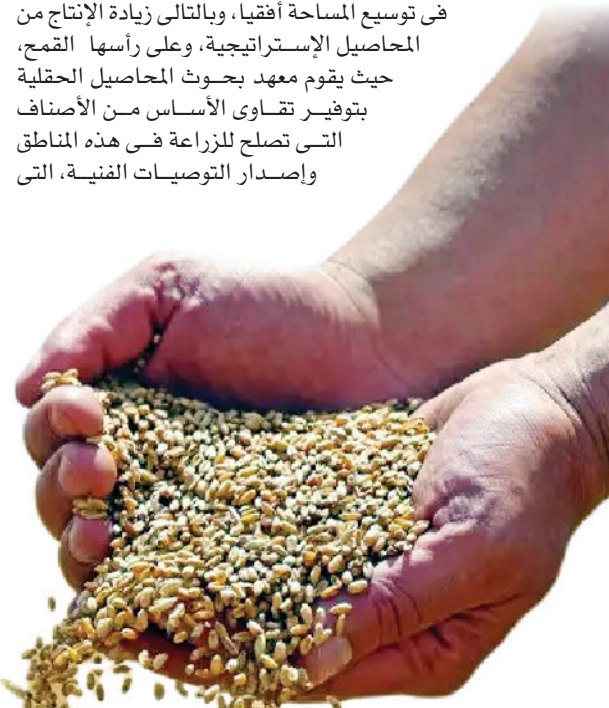 فى توسيع المساحة أفقيا، وبالتالى زيادة الإنتاج من
المحاصيل الإستراتيجية، وعلى رأسها القمح،
حيث يقوم معهد بحوث المحاصيل الحقلية
بتوفير تقاوى الأساس من الأصناف
التى تصلح للزراعة فى هذه المناطق
وإصدار التوصيات الفنية، التى